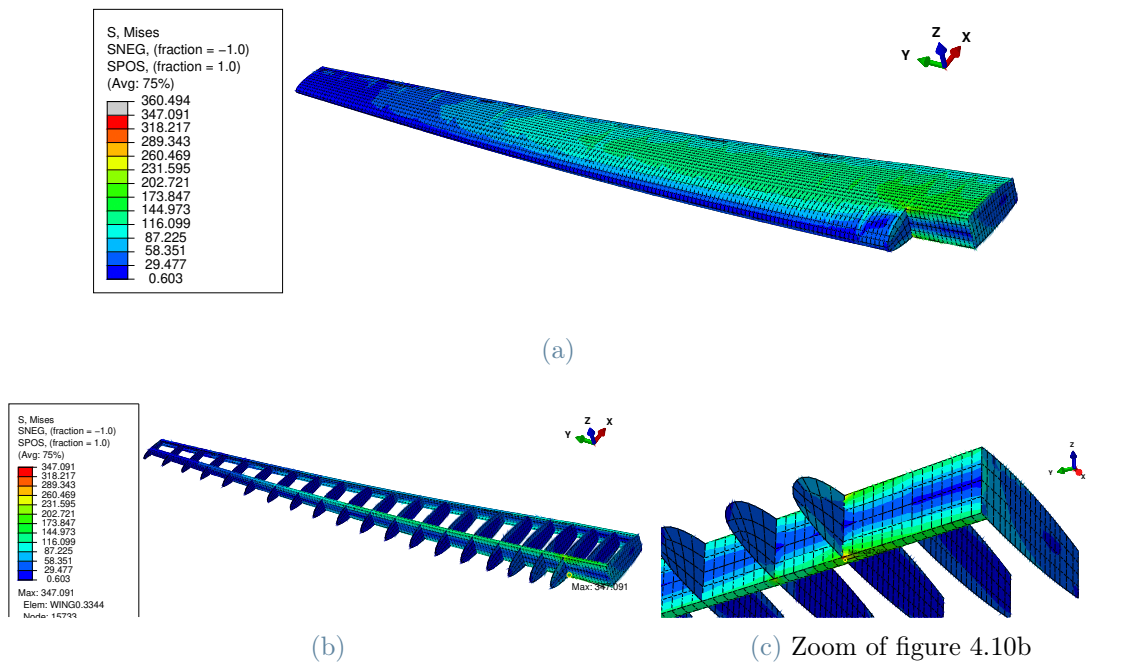 S, Mises
SNEG, (fraction = −1.0)
SPOS, (fraction = 1.0)
(Avg: 75%)
360.494
347.091
318.217
289.343
260.469
231.595
202.721
173.847
144.973
116.099
87.225
58.351
29.477
0.603
Z
X
Y
(a)
S, Mises
SNEG, (fraction = −1.0)
SPOS, (fraction = 1.0)
(Avg: 75%)
347.091
318.217
289.343
260.469
231.595
202.721
173.847
144.973
116.099
87.225
58.351
29.477
0.603
Max: 347.091
Elem: WING0.3344
Node: 15733
Z
X
Y
Max: 347.091
(b)
Z
Y
X
(c) Zoom of figure 4.10b